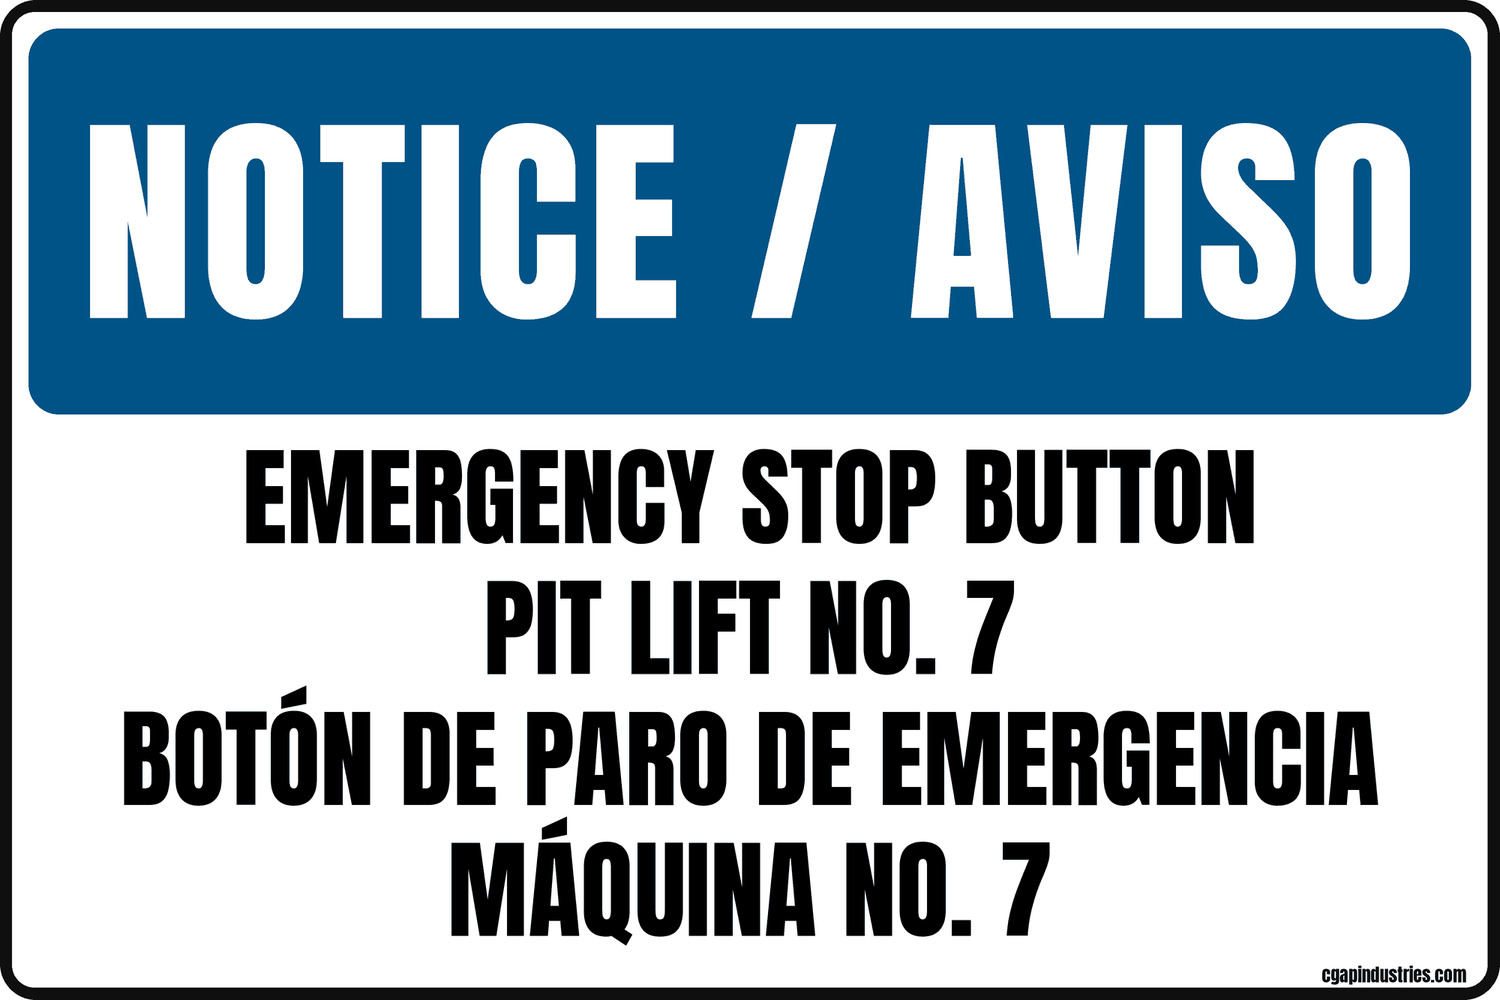 NOTICE / AVISO
EMERGENCY STOP BUTTON
PIT LIFT NO. 7
BOTÓN DE PARO DE EMERGENCIA
MÁQUINA NO. 7
cgapindustries.com